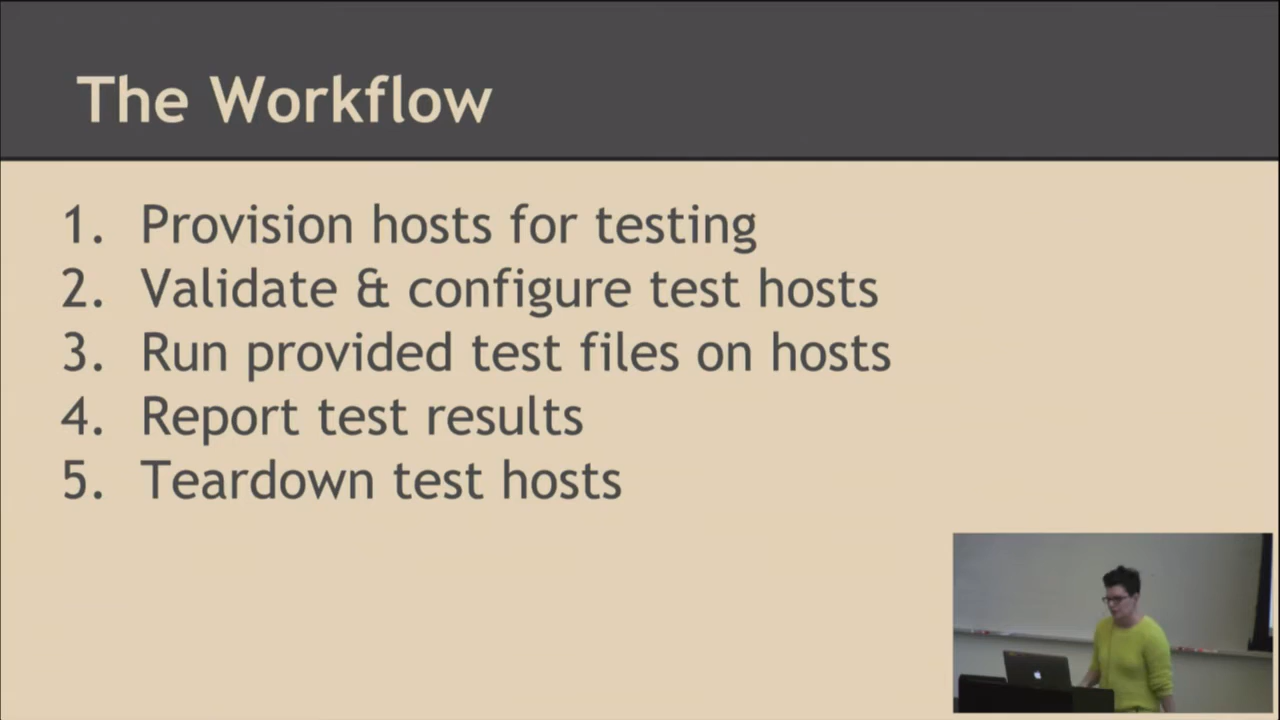 The Workflow
1. Provision hosts for testing
2. Validate & configure test hosts
3. Run provided test files on hosts
4. Report test results
5. Teardown test hosts